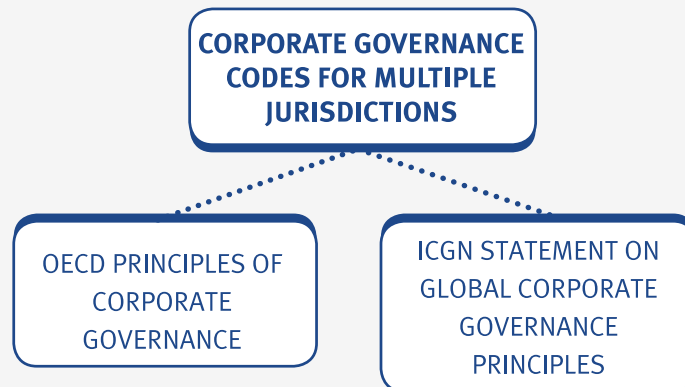 CORPORATE GOVERNANCE
CODES FOR MULTIPLE
JURISDICTIONS
OECD PRINCIPLES OF
CORPORATE
GOVERNANCE
ICGN STATEMENT ON
GLOBAL CORPORATE
GOVERNANCE
PRINCIPLES